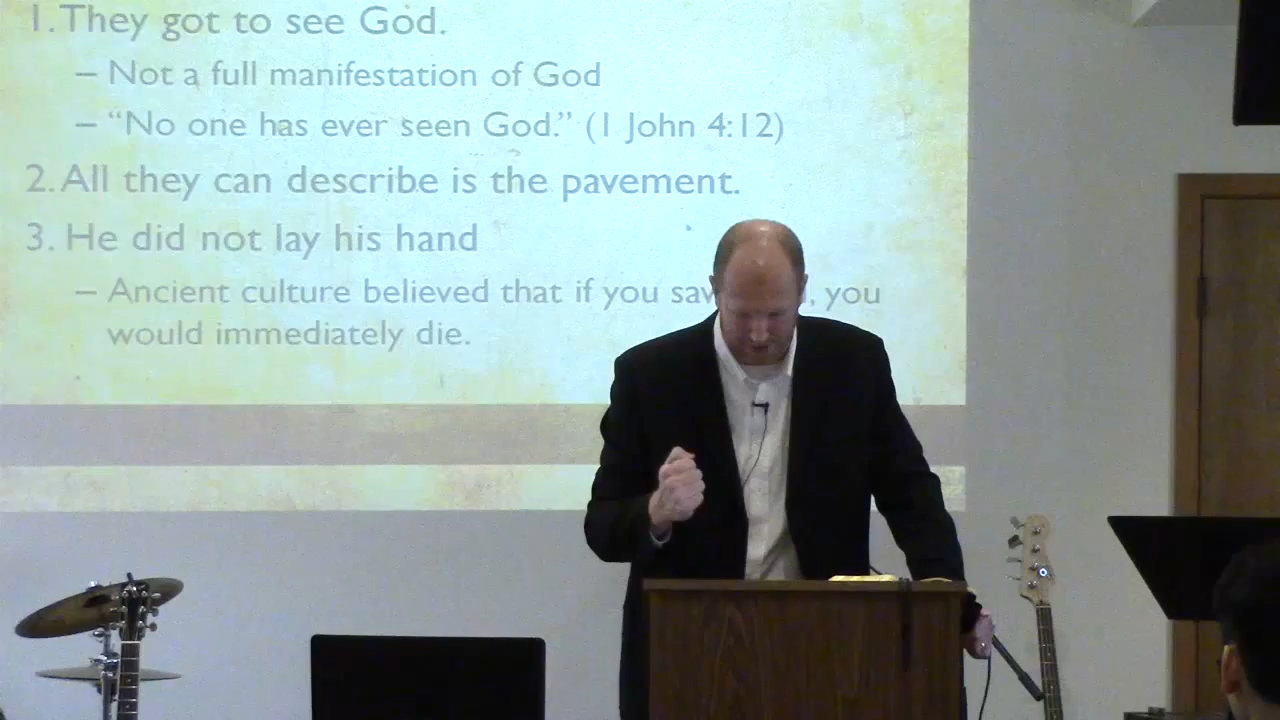 1. They got to see God.
– Not a full manifestation of God
– “No one has ever seen God.” (1 John 4:12)
2. All they can describe is the pavement.
3. He did not lay his hand
– Ancient culture believed that if you , you
would immediately die.